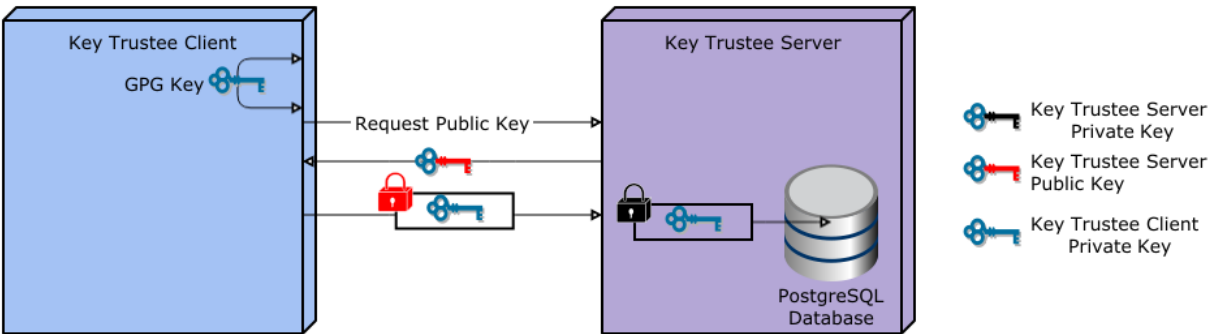 Key Trustee Client
GPG Key
Request Public Key
Key Trustee Server
PostgreSQL
Database
Key Trustee Server
Private Key
Key Trustee Server
Public Key
Key Trustee Client
Private Key